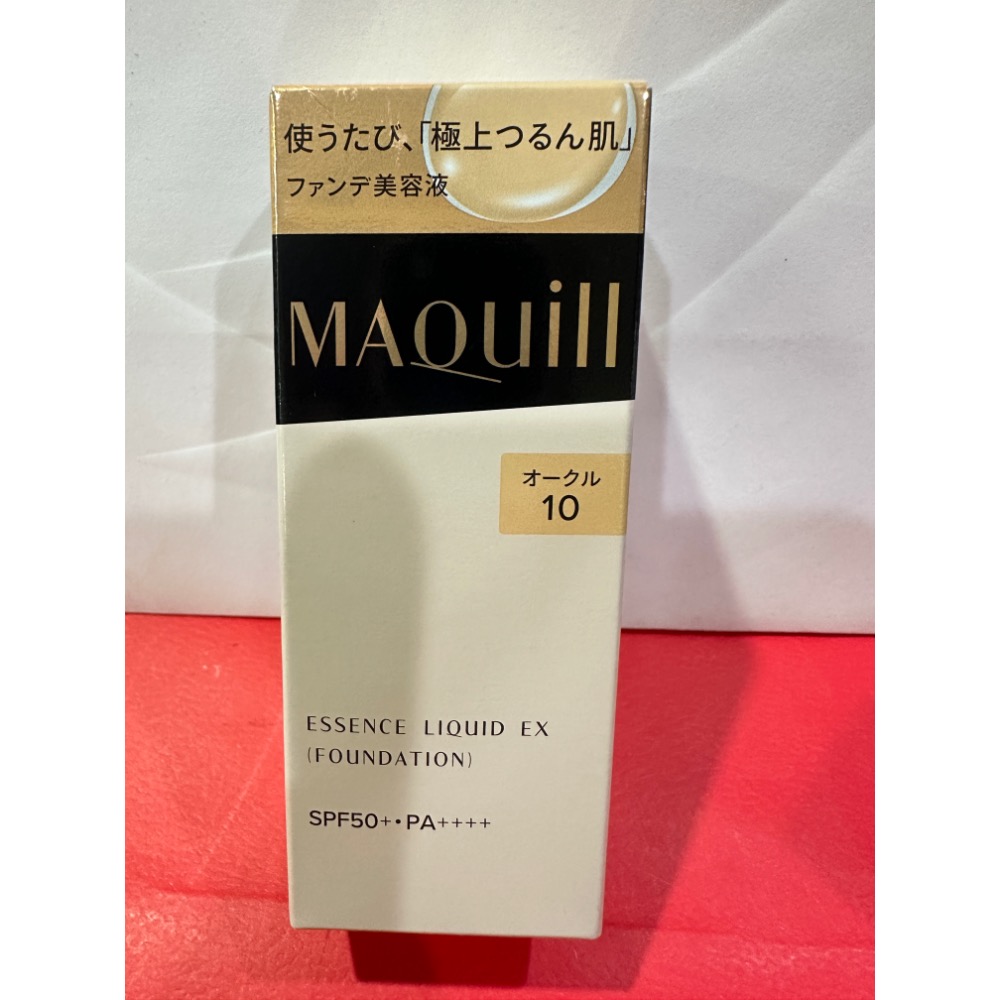 使うたび、「極上つるん肌」
ファンデ美容液
MAQuill
オークル
10
ESSENCE LIQUID EX
(FOUNDATION)
SPF50+・PA++++